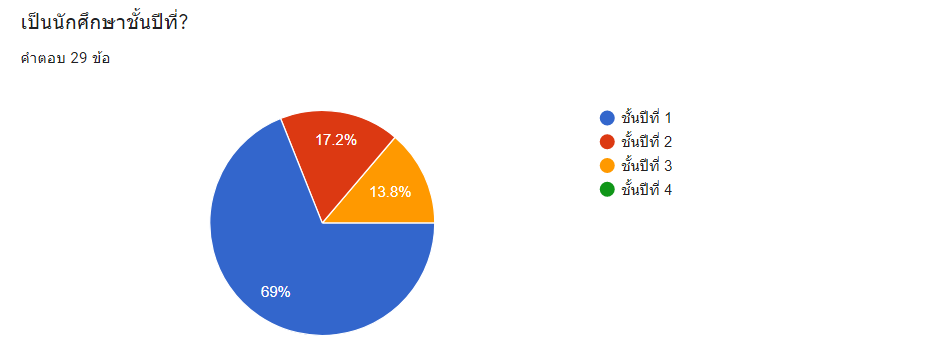 เป็นนักศึกษาชั้นปีที่?
คำตอบ 29 ข้อ
17.2%
13.8%
69%
ชั้นปีที่ 1
ชั้นปีที่ 2
ชั้นปีที่ 3
ชั้นปีที่ 4